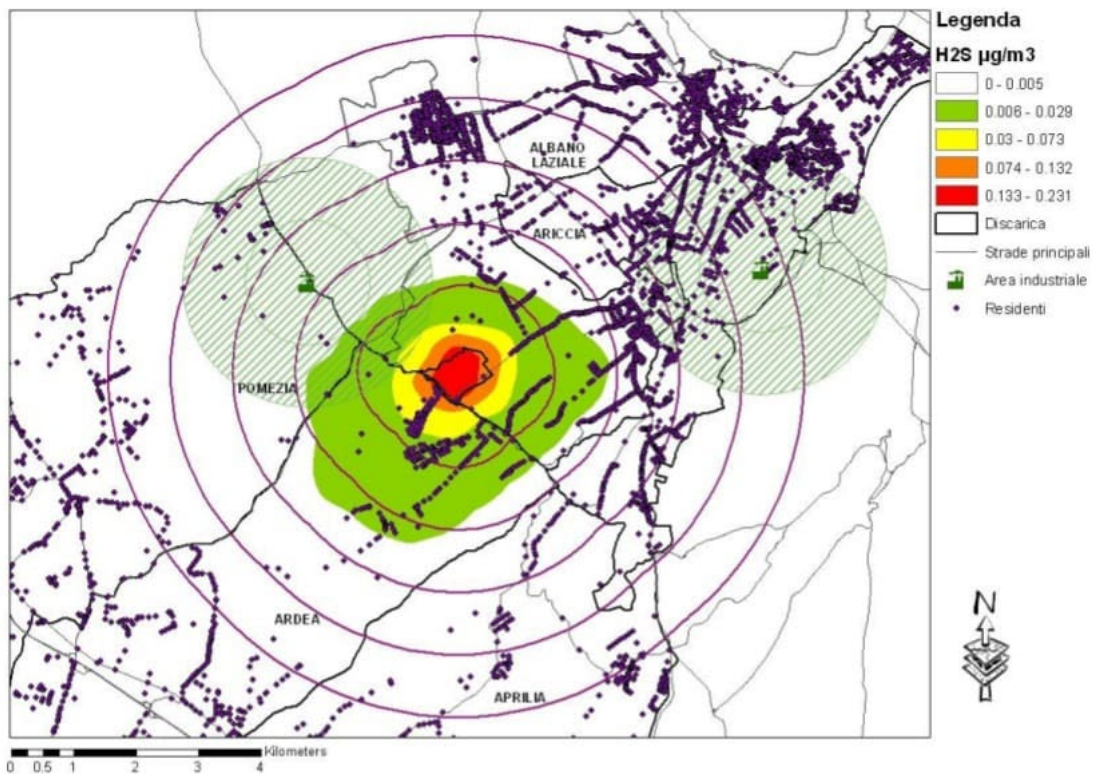 Legenda
H2S µg/m3
0 - 0.005
0.006 - 0.029
0.03 - 0.073
0.074 - 0.132
0.133 - 0.231
Discarica
Strade principali
Area industriale
Residenti
ALBANO
LAZIALE
ARICCIA
POMEZIA
ARDEA
APRILIA
N
Kilometers
0 0.5 1 2 3 4